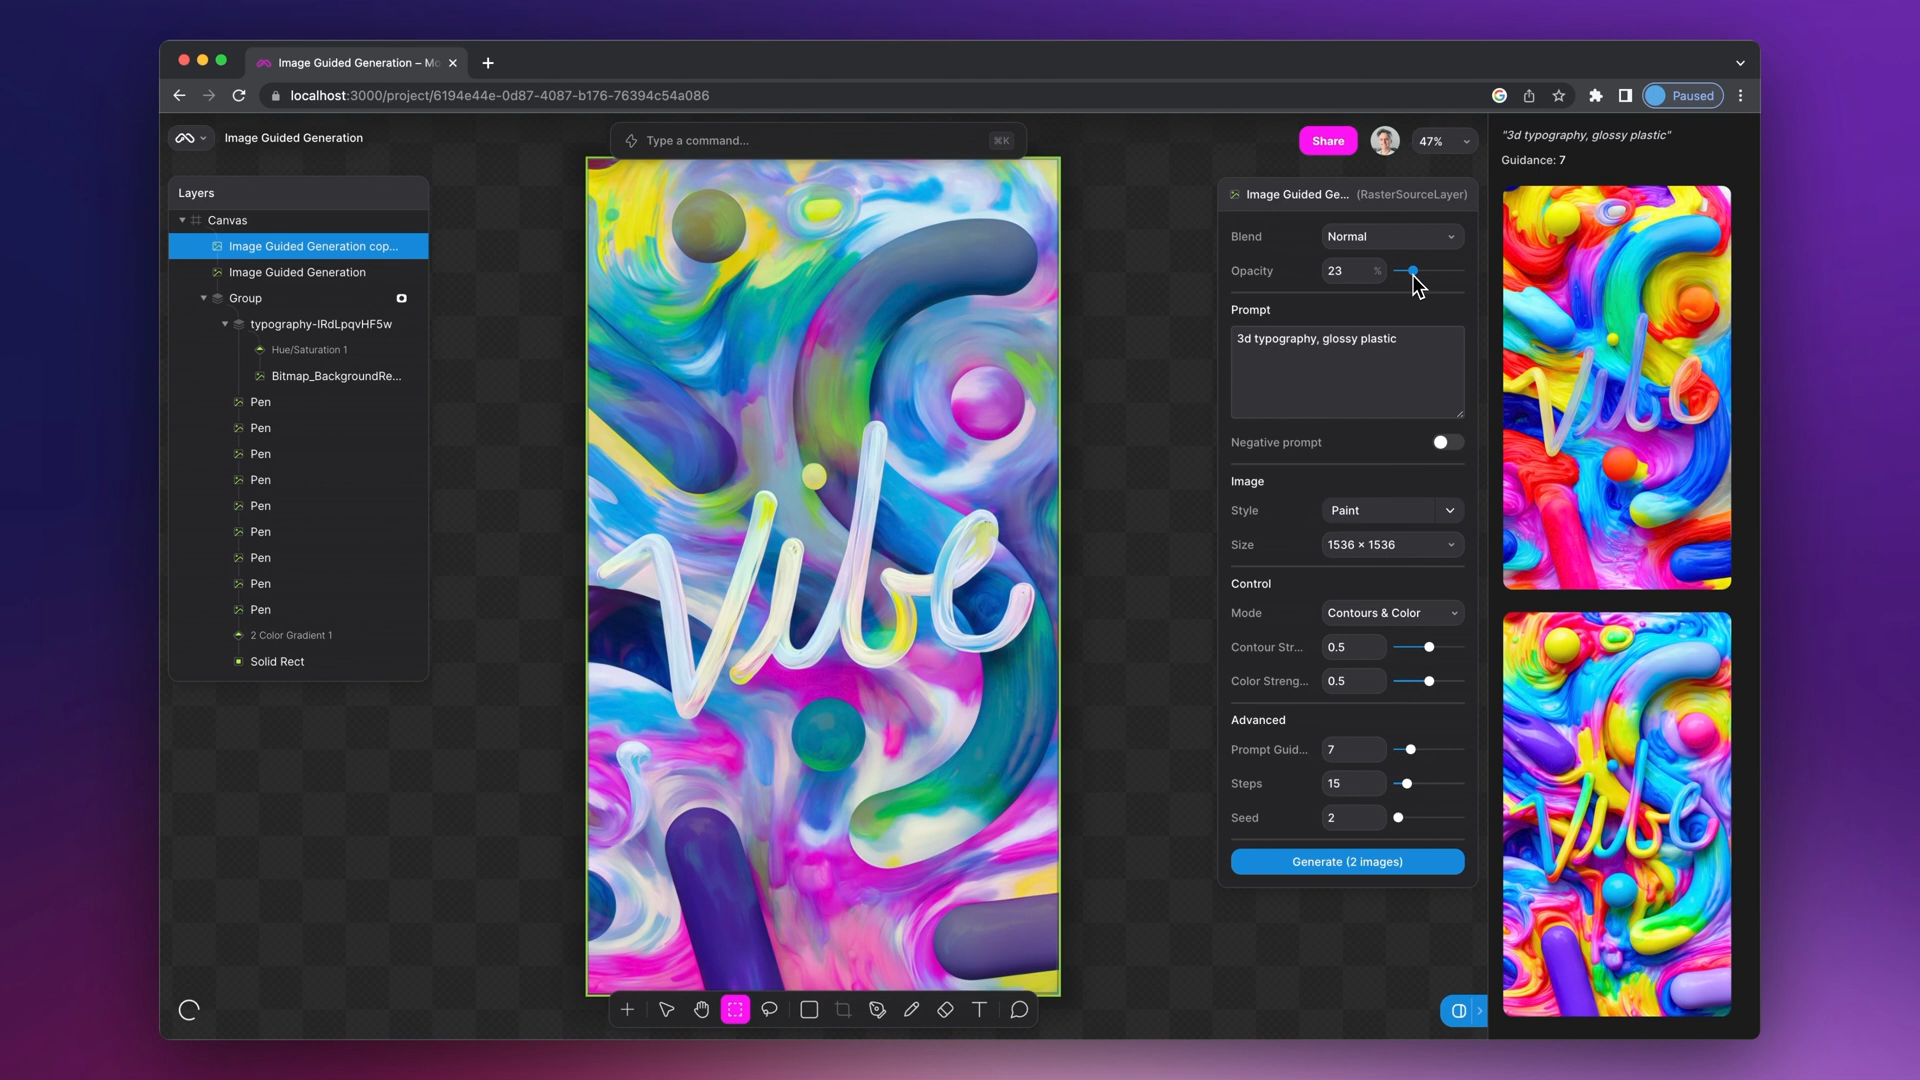 Image Guided Generation – Mo
localhost:3000/project/6194e44e-0d87-4087-b176-76394c54a086
Paused
Image Guided Generation
Type a command...
⌘K
Share
47%
"3d typography, glossy plastic"
Guidance: 7
Layers
Canvas
Image Guided Generation cop...
Image Guided Generation
Group
typography-IRdLpqvHF5w
Hue/Saturation 1
Bitmap_BackgroundRe...
Pen
Pen
Pen
Pen
Pen
Pen
Pen
Pen
Pen
2 Color Gradient 1
Solid Rect
Vibe
Image Guided Ge... (RasterSourceLayer)
Blend Normal
Opacity 23 %
Prompt
3d typography, glossy plastic
Negative prompt
Image
Style Paint
Size 1536 × 1536
Control
Mode Contours & Color
Contour Str... 0.5
Color Streng... 0.5
Advanced
Prompt Guid... 7
Steps 15
Seed 2
Generate (2 images)
Vibe
Vibe